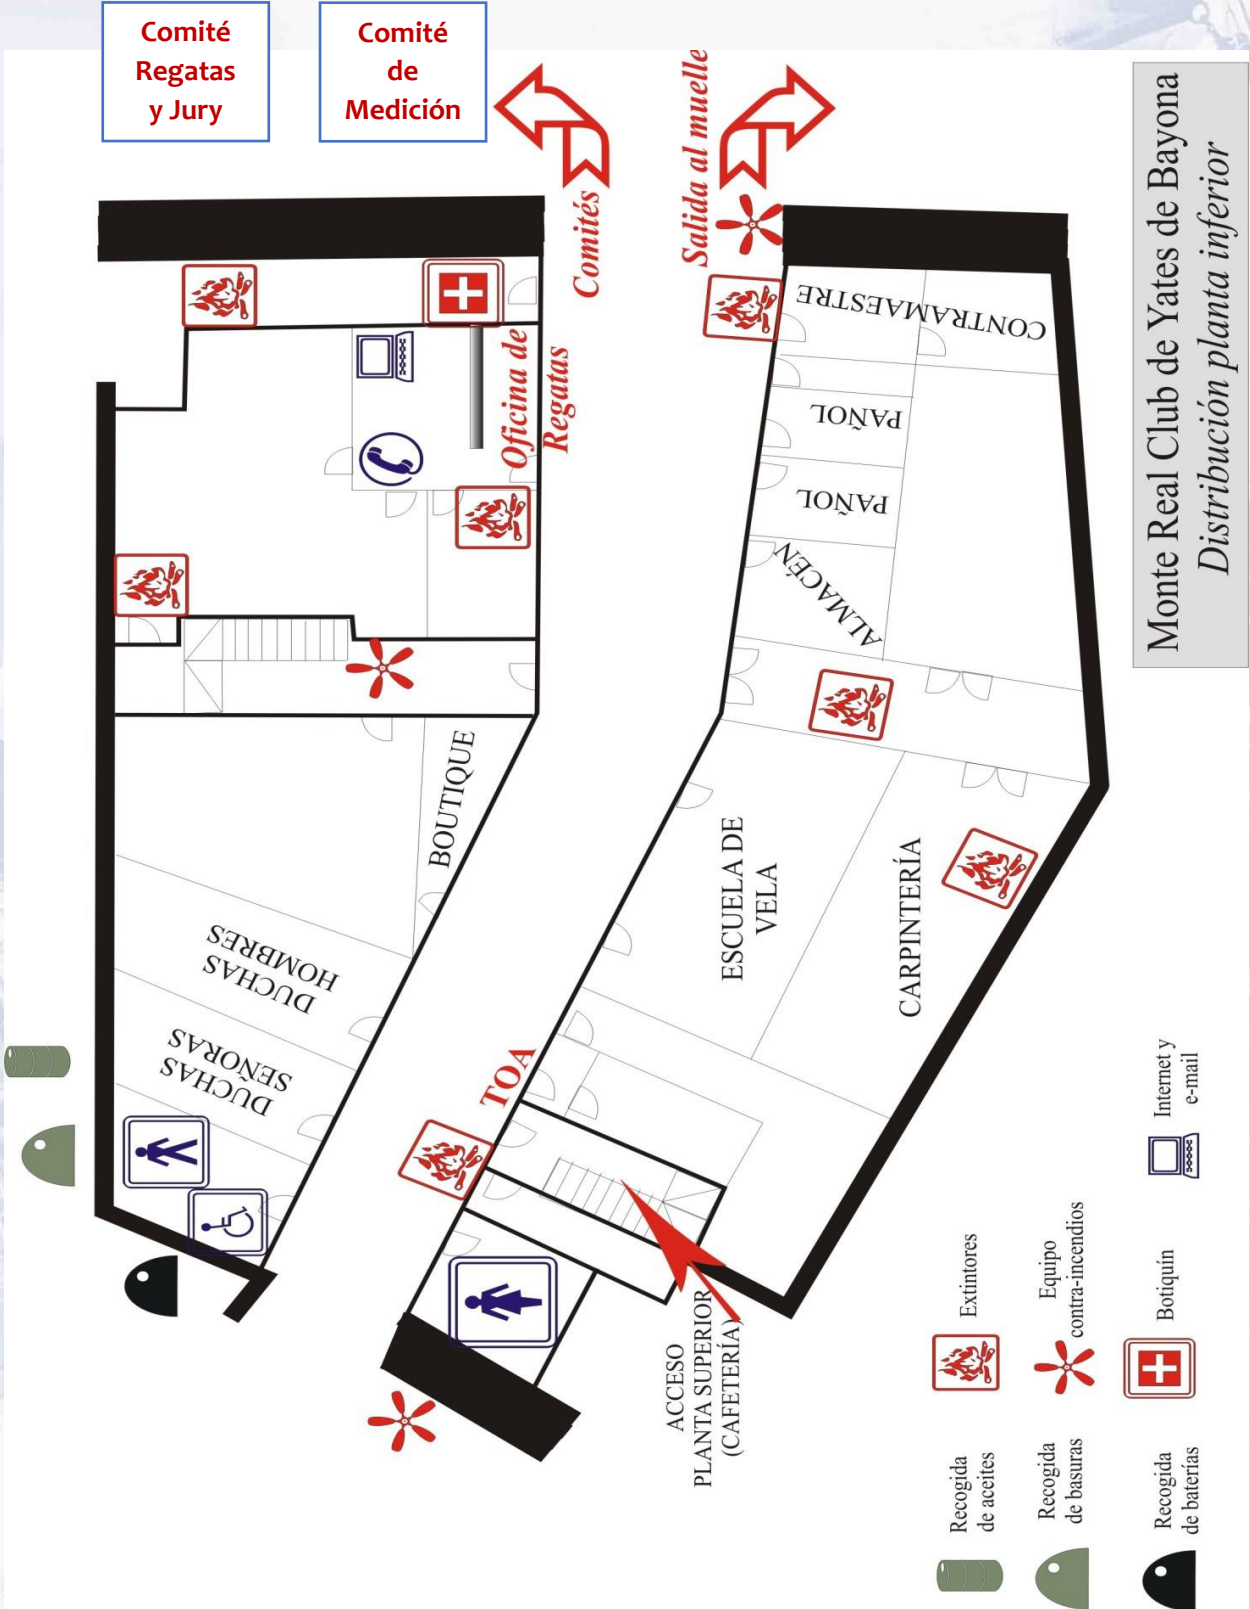 Comité
Regatas
y Jury
Comité
de
Medición
Comités
Salida al muelle
Monte Real Club de Yates de Bayona
Distribución planta inferior
Oficina de
Regatas
CONTRAMAESTRE
PAÑOL
PAÑOL
ALMACÉN
BOUTIQUE
ESCUELA DE
VELA
CARPINTERÍA
DUCHAS
HOMBRES
DUCHAS
SEÑORAS
TOA
ACCESO
PLANTA SUPERIOR
(CAFETERÍA)
Extintores
Equipo
contra-incendios
Botiquín
Internet y
e-mail
Recogida
de aceites
Recogida
de basuras
Recogida
de baterías